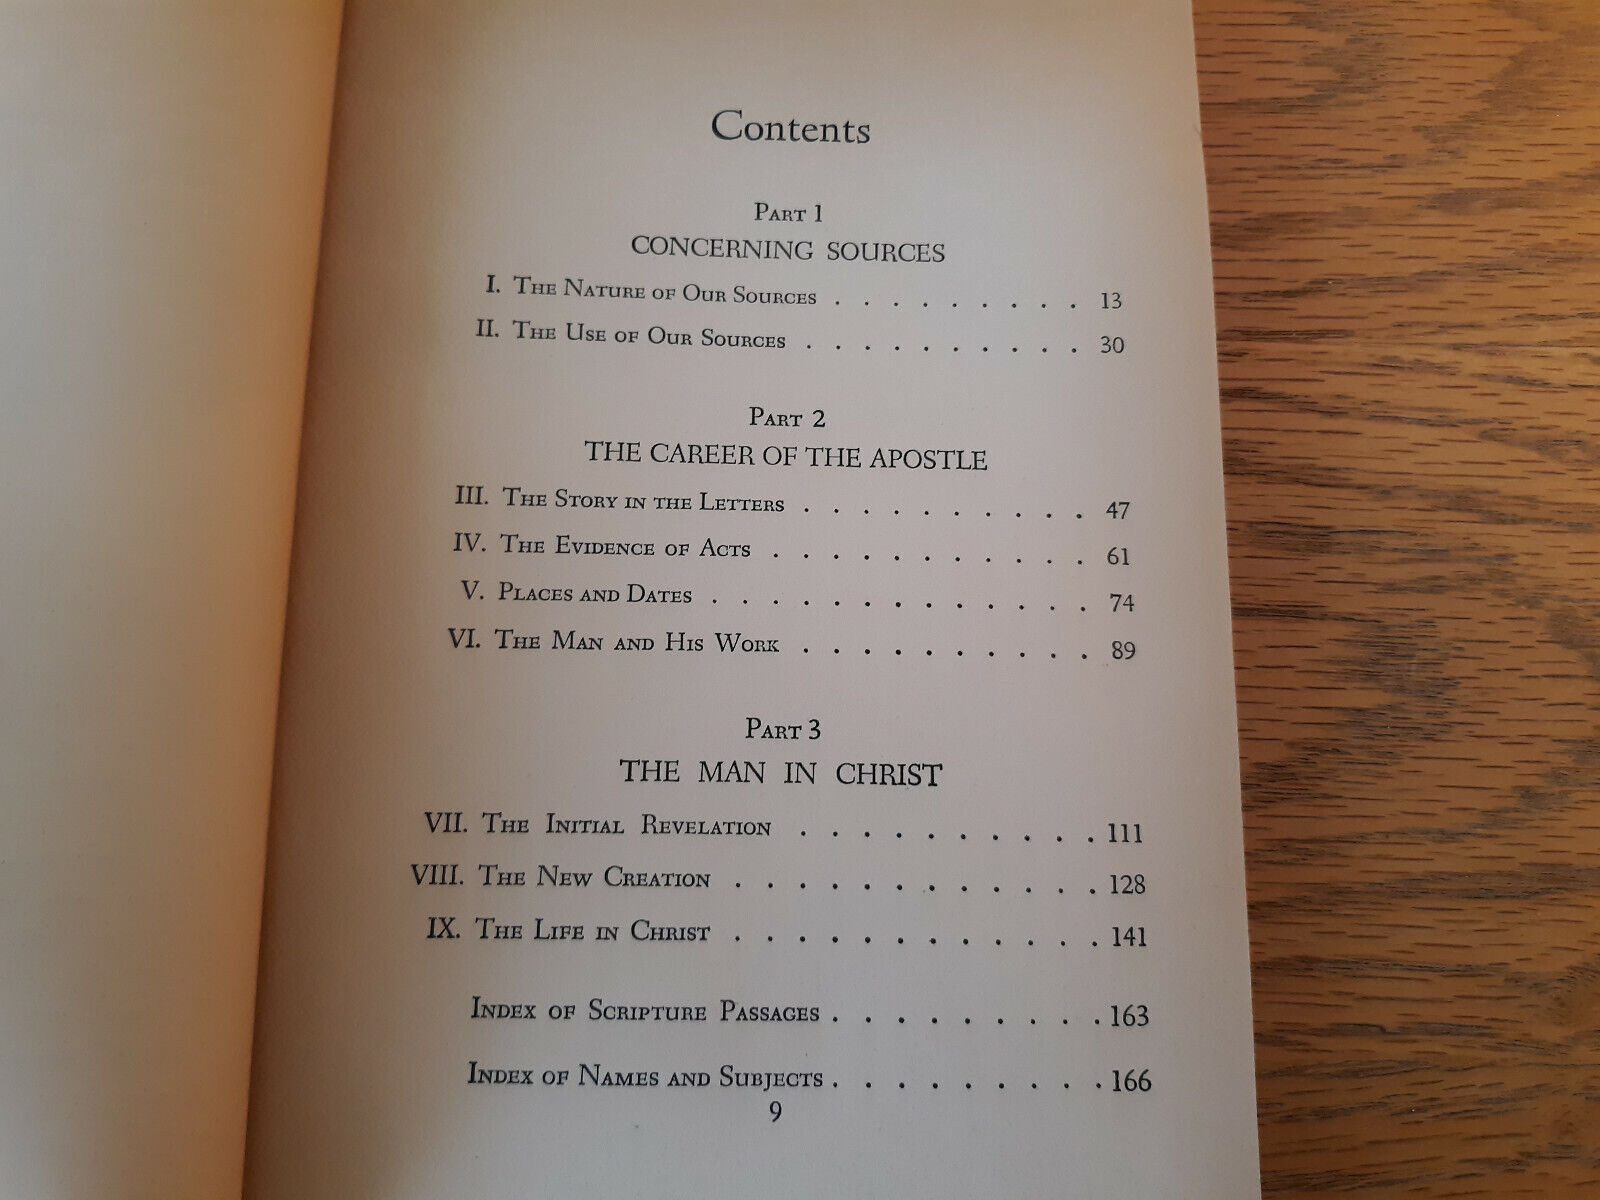 Contents
Part 1
CONCERNING SOURCES
I. The Nature of Our Sources . . . . . . . . . 13
II. The Use of Our Sources . . . . . . . . . . 30
Part 2
THE CAREER OF THE APOSTLE
III. The Story in the Letters . . . . . . . . . . 47
IV. The Evidence of Acts . . . . . . . . . . . 61
V. Places and Dates . . . . . . . . . . . . . 74
VI. The Man and His Work . . . . . . . . . . 89
Part 3
THE MAN IN CHRIST
VII. The Initial Revelation . . . . . . . . . . 111
VIII. The New Creation . . . . . . . . . . . . 128
IX. The Life in Christ . . . . . . . . . . . . 141
Index of Scripture Passages . . . . . . . . . 163
Index of Names and Subjects . . . . . . . . . 166
9